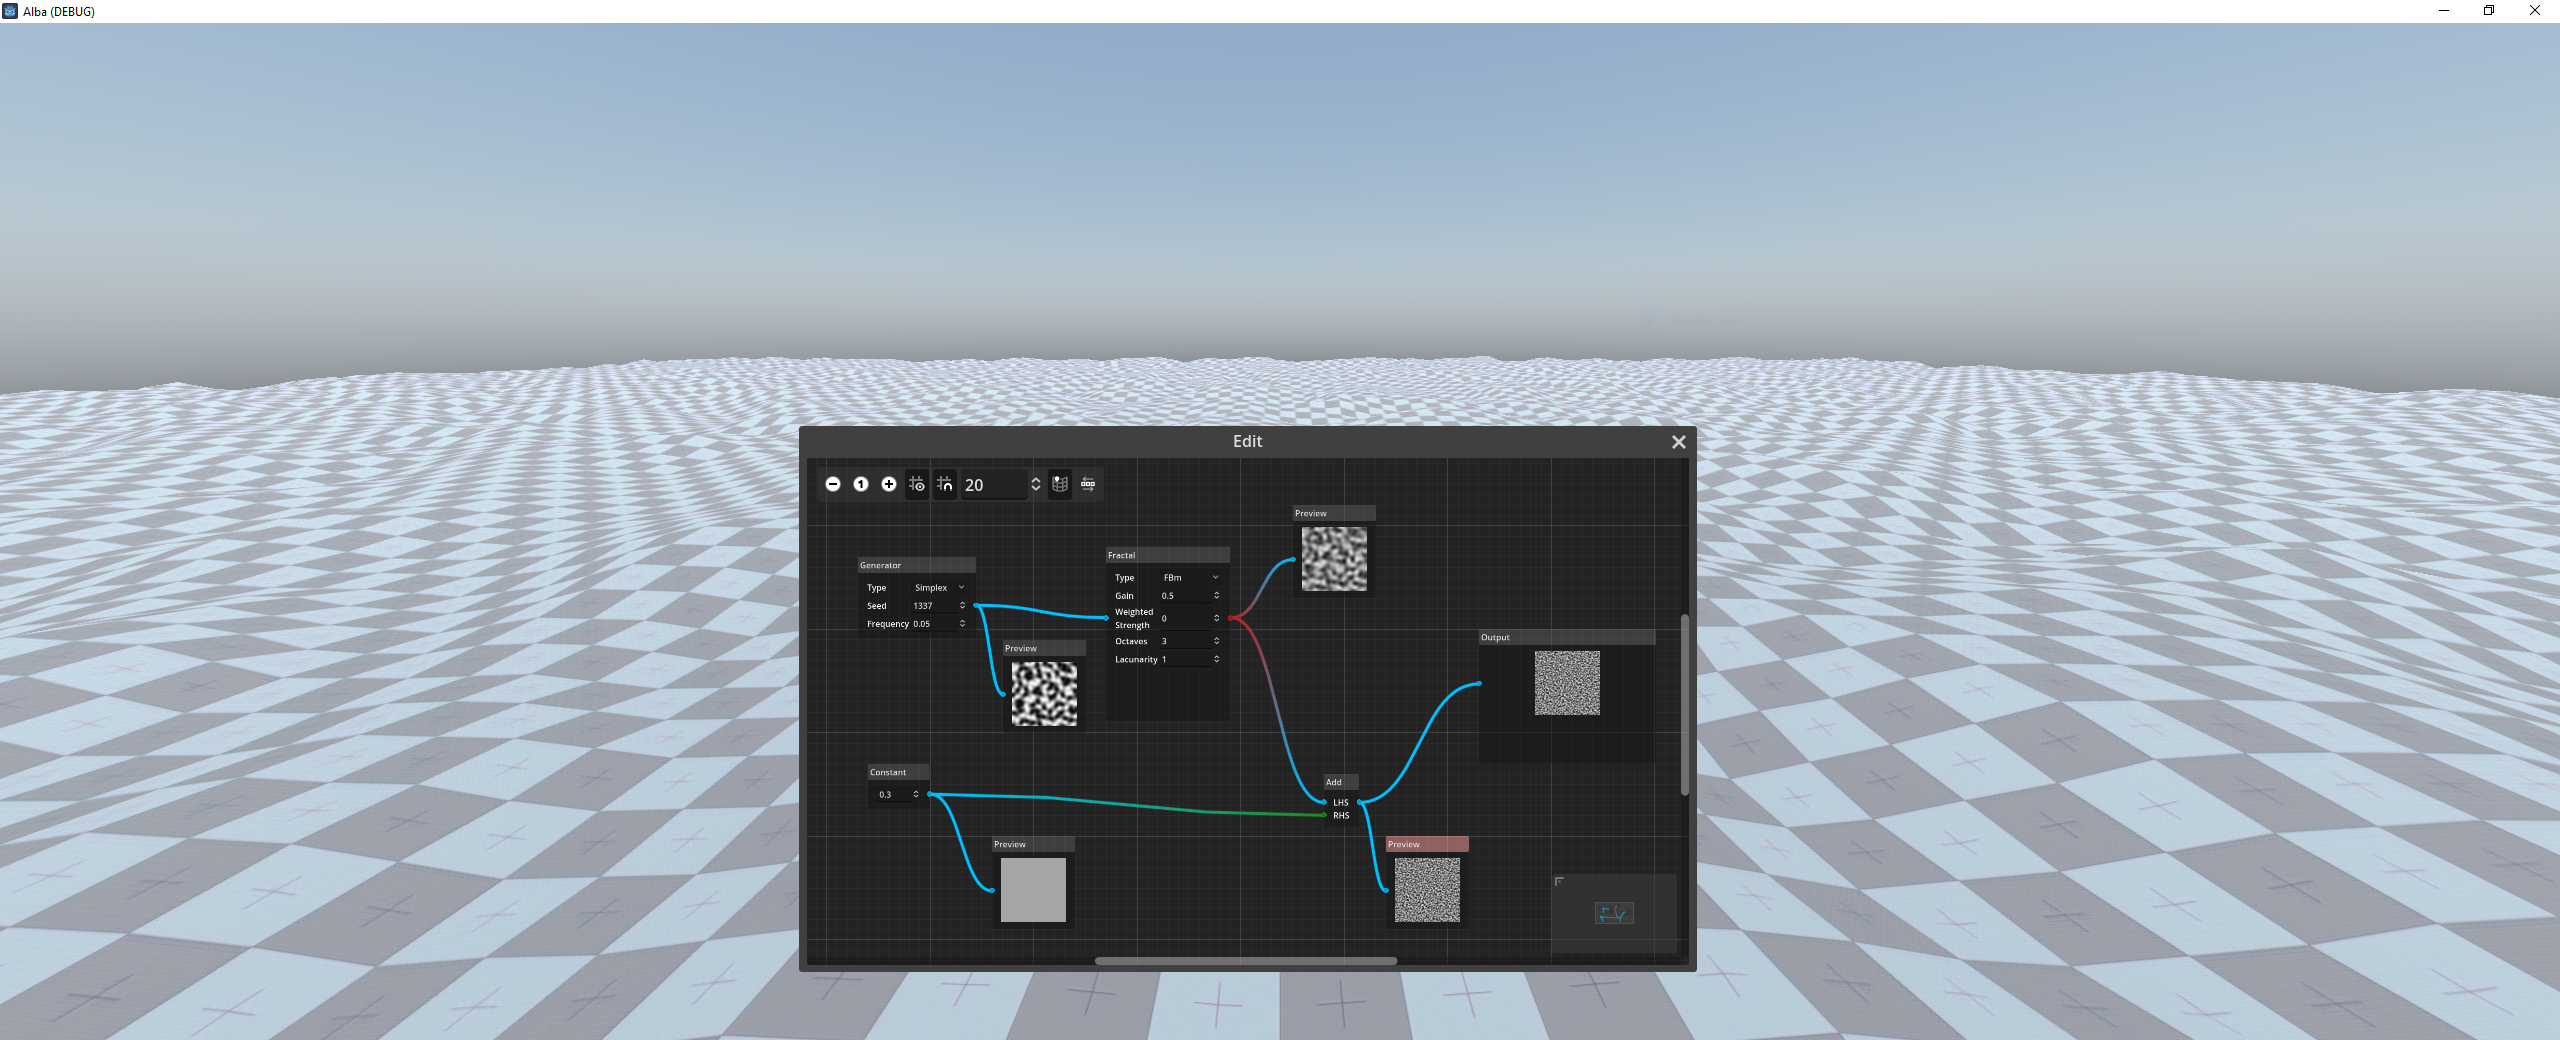 Alba (DEBUG)
Edit
1
20
Preview
Generator
Type Simplex
Seed 1337
Frequency 0.05
Fractal
Type FBm
Gain 0.5
Weighted
Strength 0
Octaves 3
Lacunarity 1
Preview
Output
Constant
0.3
Add
LHS
RHS
Preview
Preview